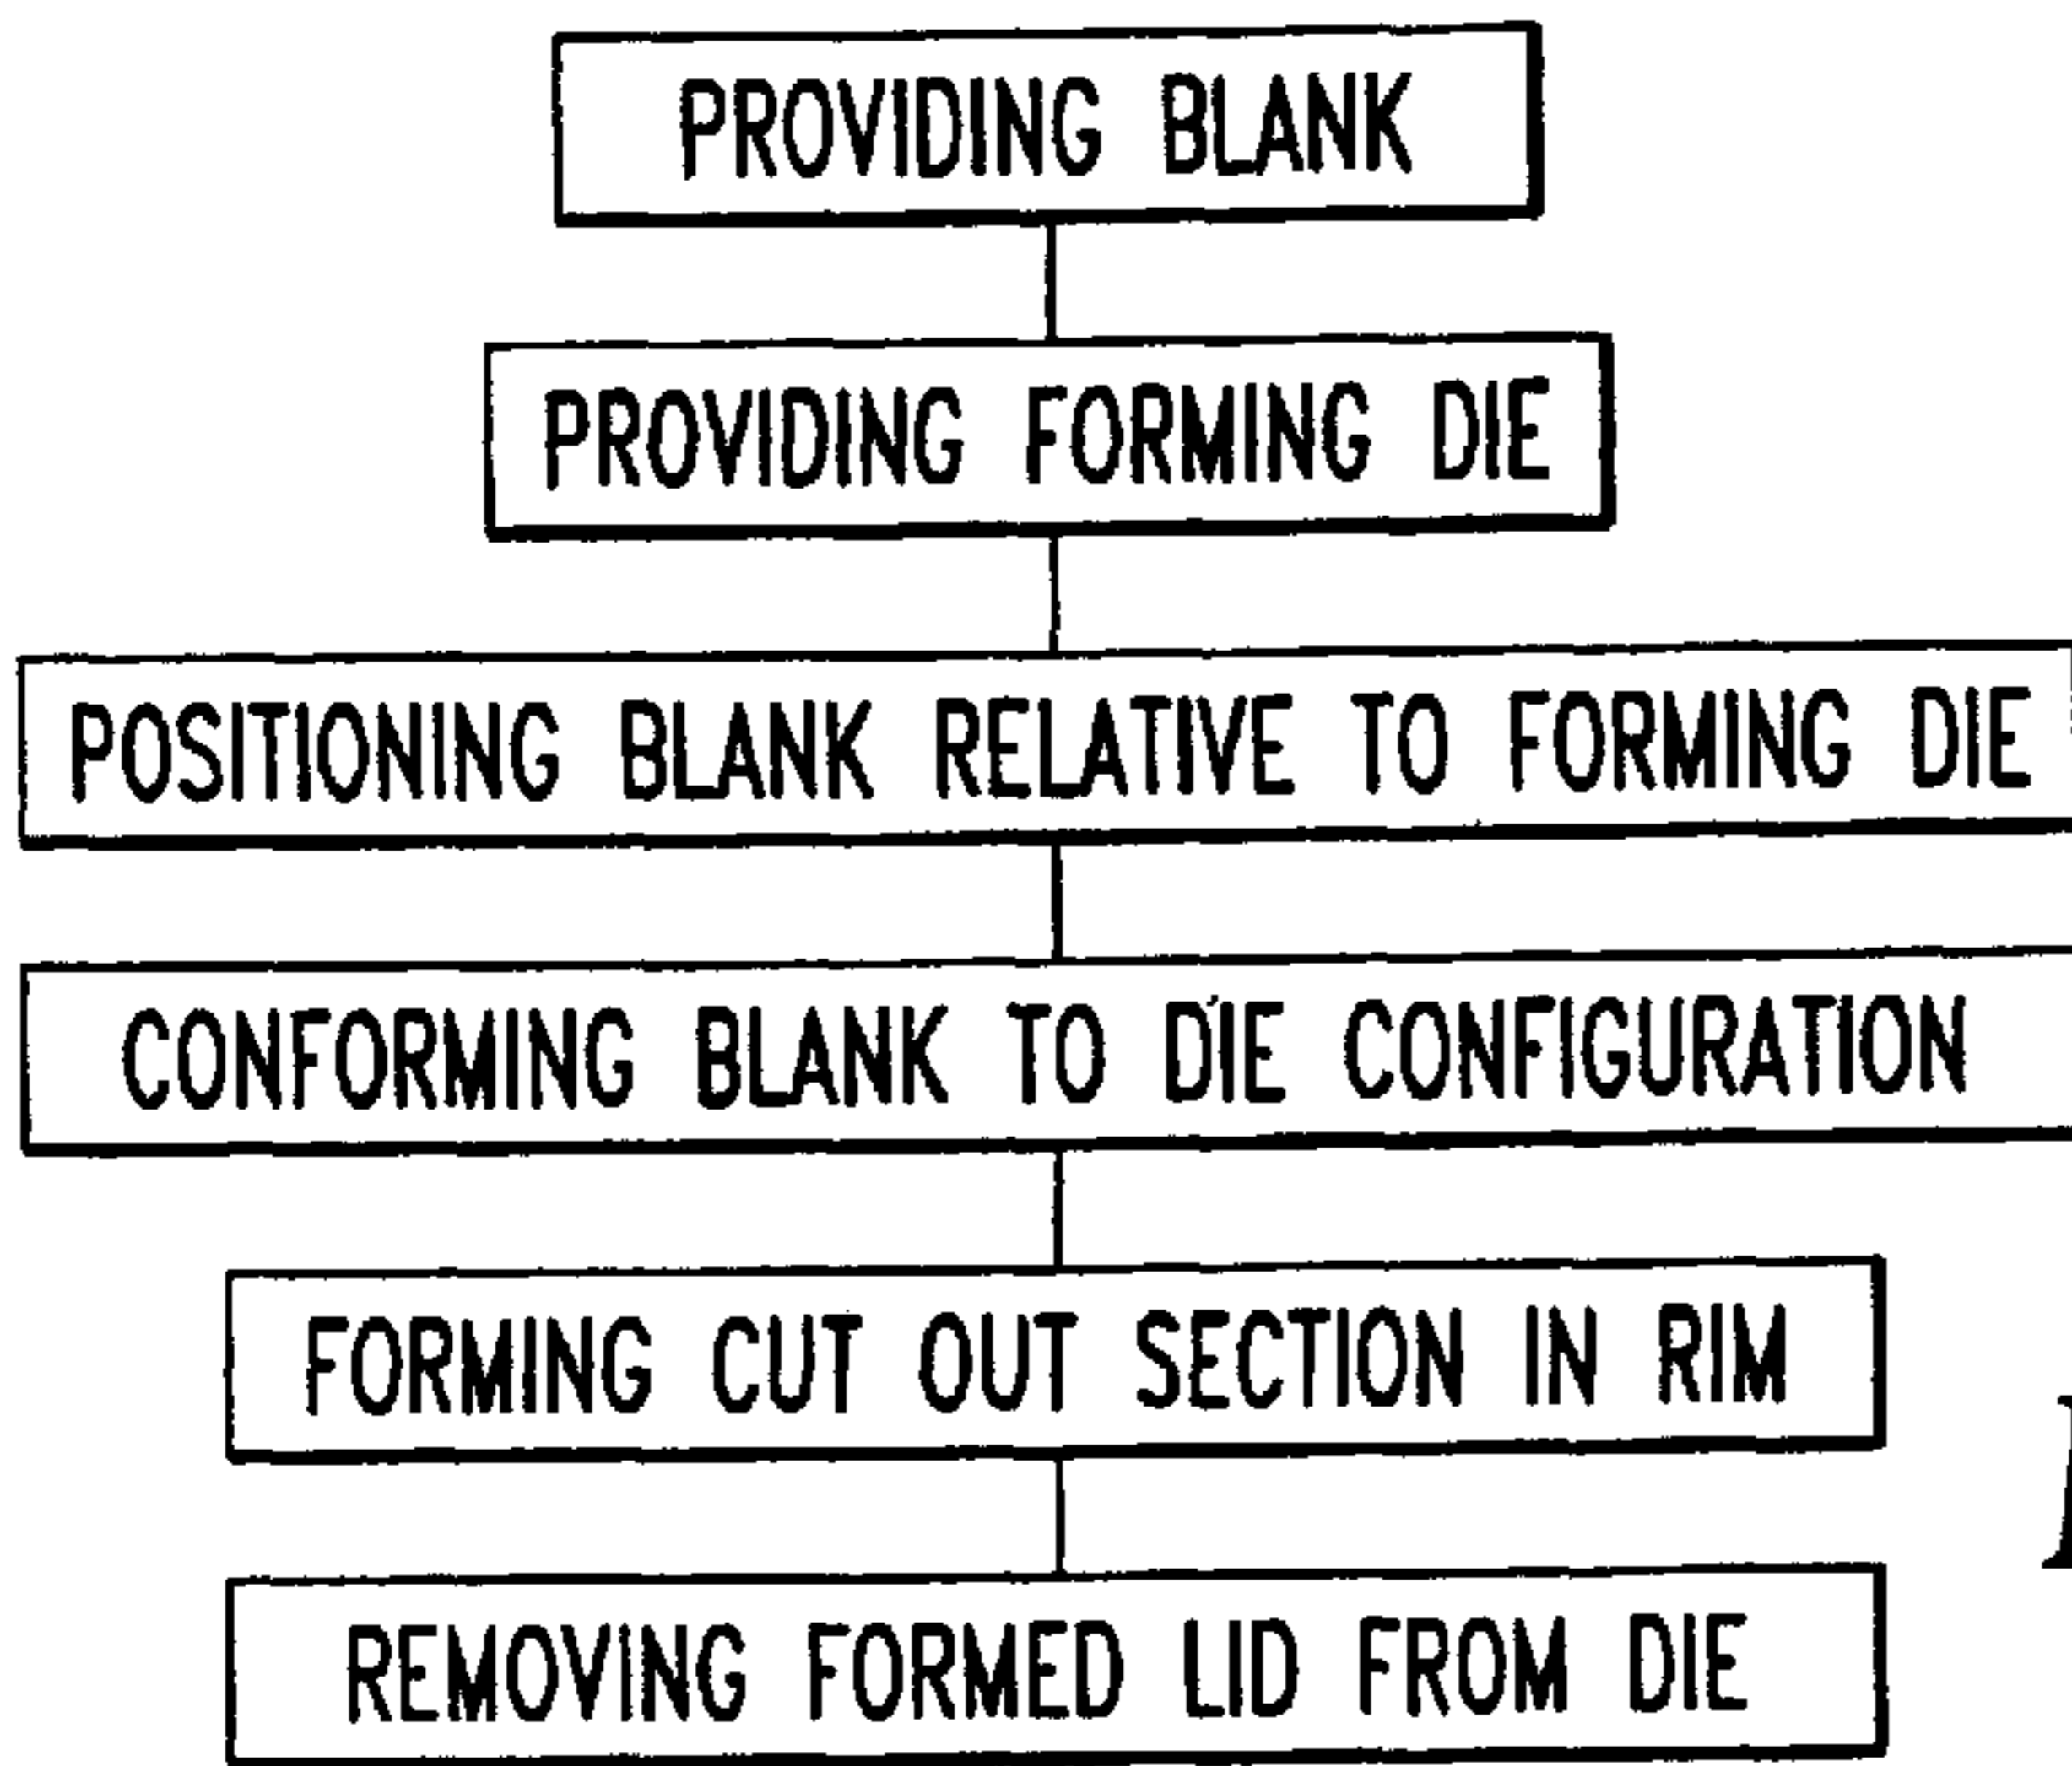 PROVIDING BLANK
PROVIDING FORMING DIE
POSITIONING BLANK RELATIVE TO FORMING DIE
CONFORMING BLANK TO DIE CONFIGURATION
FORMING CUT OUT SECTION IN RIM
REMOVING FORMED LID FROM DIE